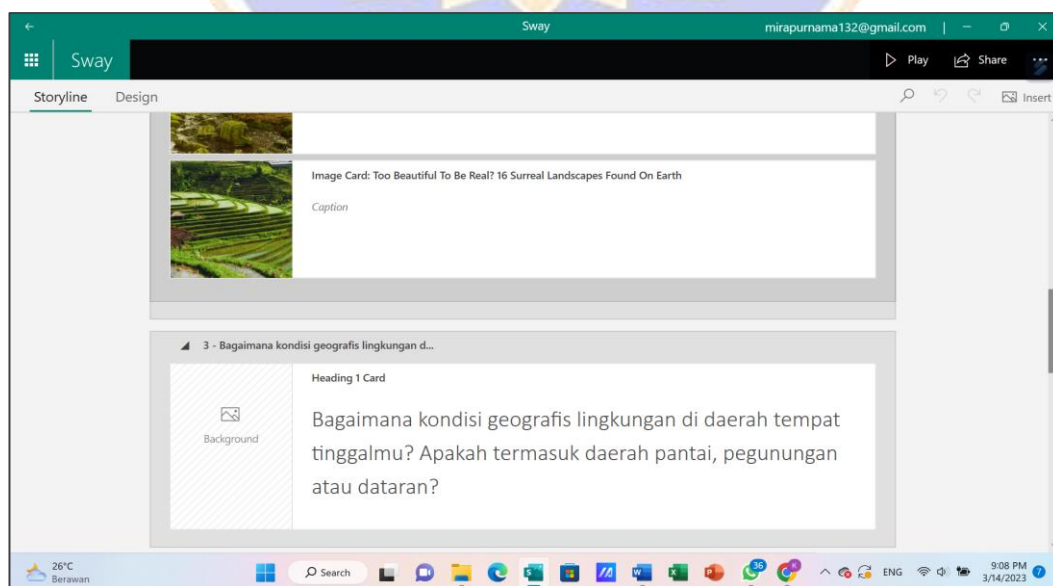 Sway
mirapurnama132@gmail.com
Sway
Play
Share
Storyline
Design
Insert
Image Card: Too Beautiful To Be Real? 16 Surreal Landscapes Found On Earth
Caption
3 - Bagaimana kondisi geografis lingkungan d...
Heading 1 Card
Background
Bagaimana kondisi geografis lingkungan di daerah tempat
tinggalmu? Apakah termasuk daerah pantai, pegunungan
atau dataran?
26°C
Berawan
Search
36
ENG
9:08 PM
3/14/2023
7